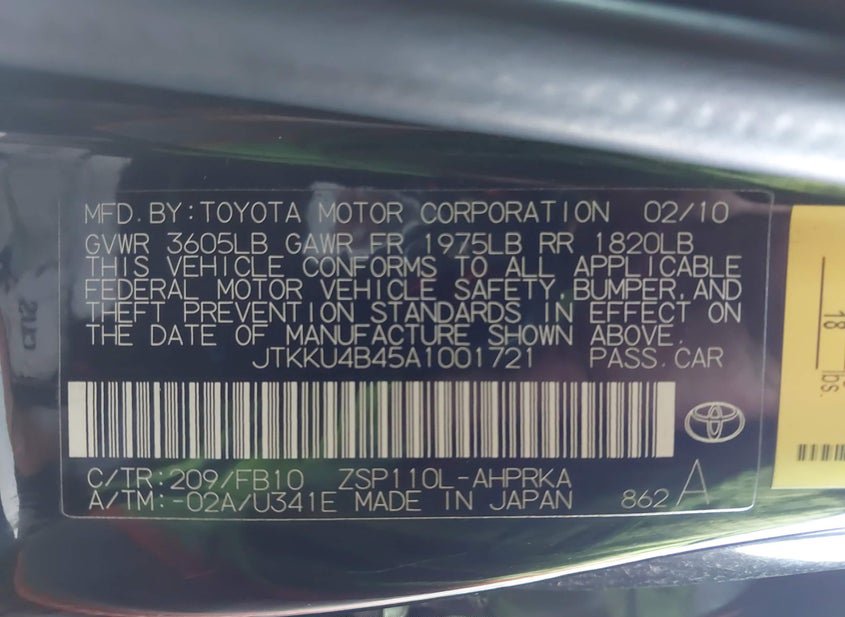 MFD.BY:TOYOTA MOTOR CORPORATION 02/10
GVWR 3605LB GAWR FR 1975LB RR 1820LB
THIS VEHICLE CONFORMS TO ALL APPLICABLE
FEDERAL MOTOR VEHICLE SAFETY,BUMPER,AND
THEFT PREVENTION STANDARDS IN EFFECT ON
THE DATE OF MANUFACTURE SHOWN ABOVE.
JTKKU4B45A1001721 PASS.CAR
C/TR:209/FB10 ZSP110L-AHPRKA
A/TM:-02A/U341E MADE IN JAPAN 862 A
18
lbs.